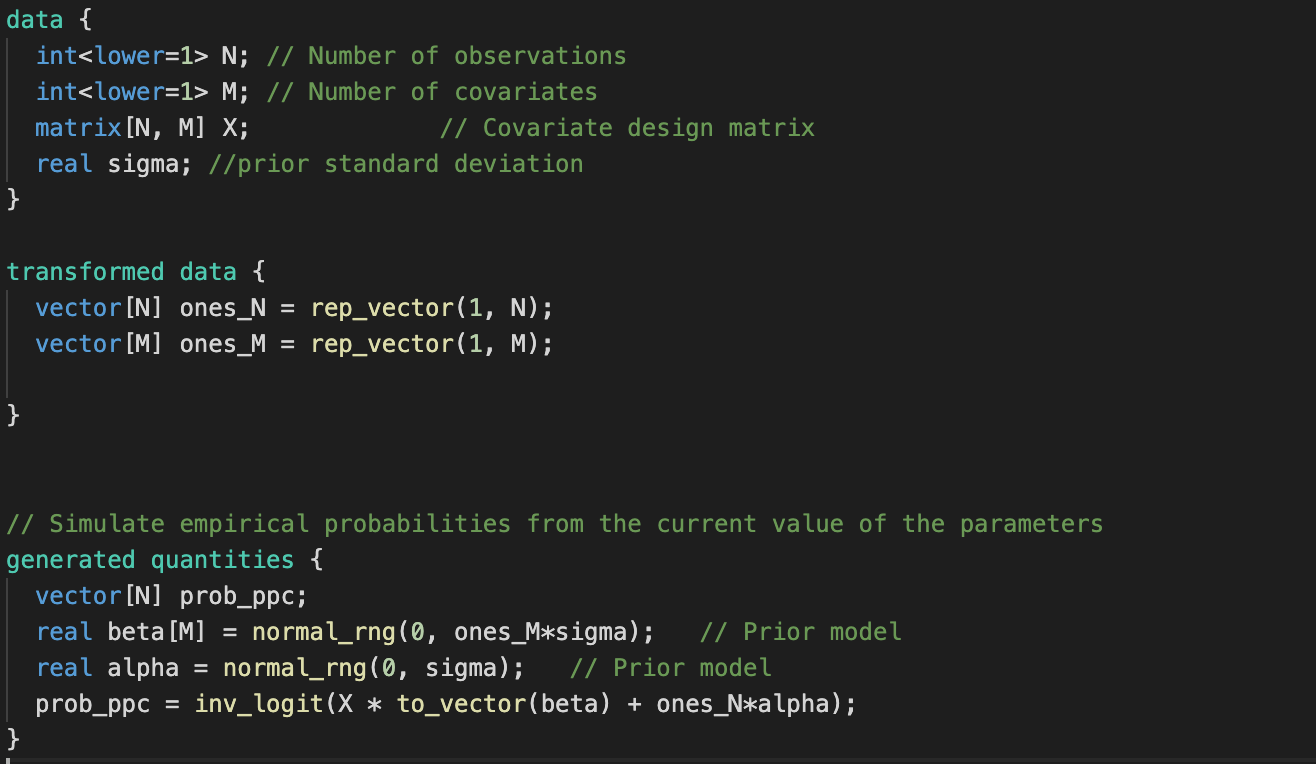 data {
  int<lower=1> N; // Number of observations
  int<lower=1> M; // Number of covariates
  matrix[N, M] X;             // Covariate design matrix
  real sigma; //prior standard deviation
}
transformed data {
  vector[N] ones_N = rep_vector(1, N);
  vector[M] ones_M = rep_vector(1, M);
}
// Simulate empirical probabilities from the current value of the parameters
generated quantities {
  vector[N] prob_ppc;
  real beta[M] = normal_rng(0, ones_M*sigma);   // Prior model
  real alpha = normal_rng(0, sigma);   // Prior model
  prob_ppc = inv_logit(X * to_vector(beta) + ones_N*alpha);
}